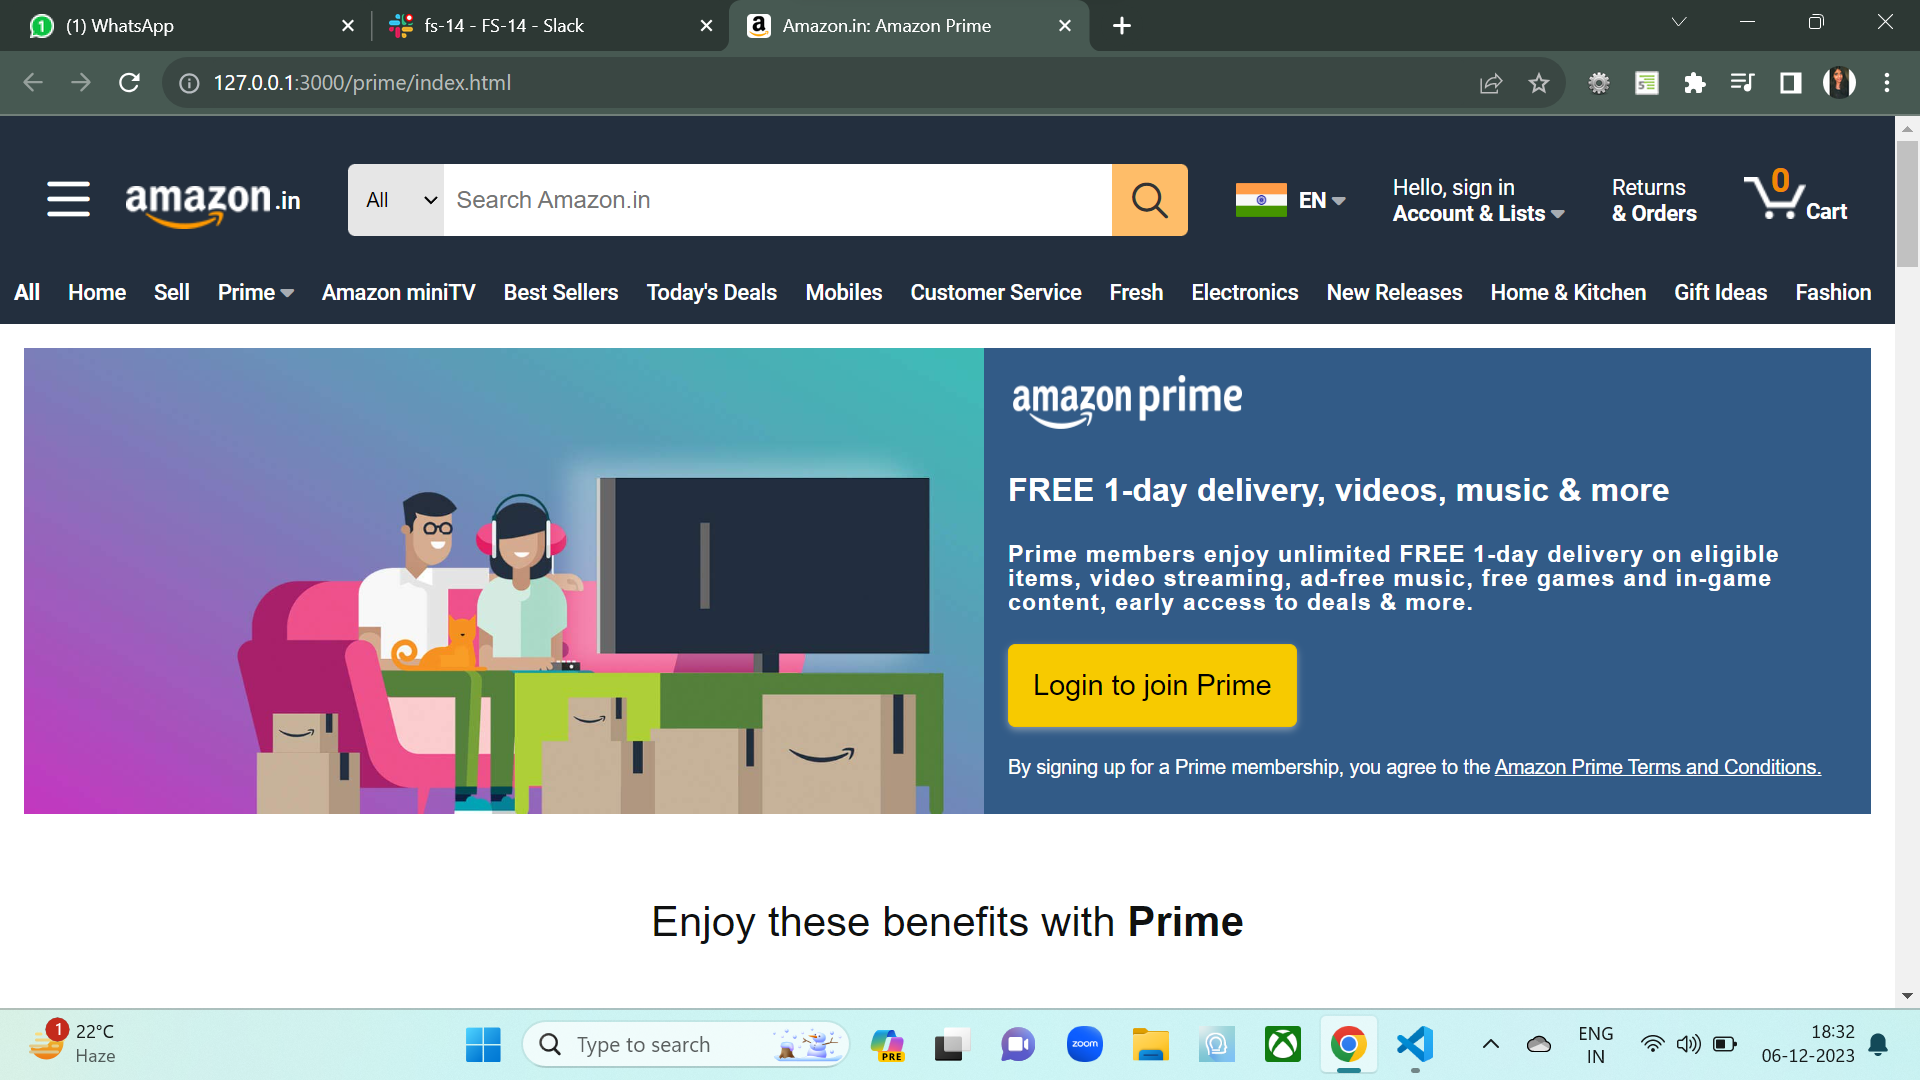 (1) WhatsApp
fs-14 - FS-14 - Slack
Amazon.in: Amazon Prime
127.0.0.1:3000/prime/index.html
amazon.in
All
Search Amazon.in
EN
Hello, sign in
Account & Lists
Returns
& Orders
0
Cart
All Home Sell Prime Amazon miniTV Best Sellers Today's Deals Mobiles Customer Service Fresh Electronics New Releases Home & Kitchen Gift Ideas Fashion
amazon prime
FREE 1-day delivery, videos, music & more
Prime members enjoy unlimited FREE 1-day delivery on eligible
items, video streaming, ad-free music, free games and in-game
content, early access to deals & more.
Login to join Prime
By signing up for a Prime membership, you agree to the Amazon Prime Terms and Conditions.
Enjoy these benefits with Prime
1
22°C
Haze
Type to search
PRE
zoom
ENG
IN
18:32
06-12-2023